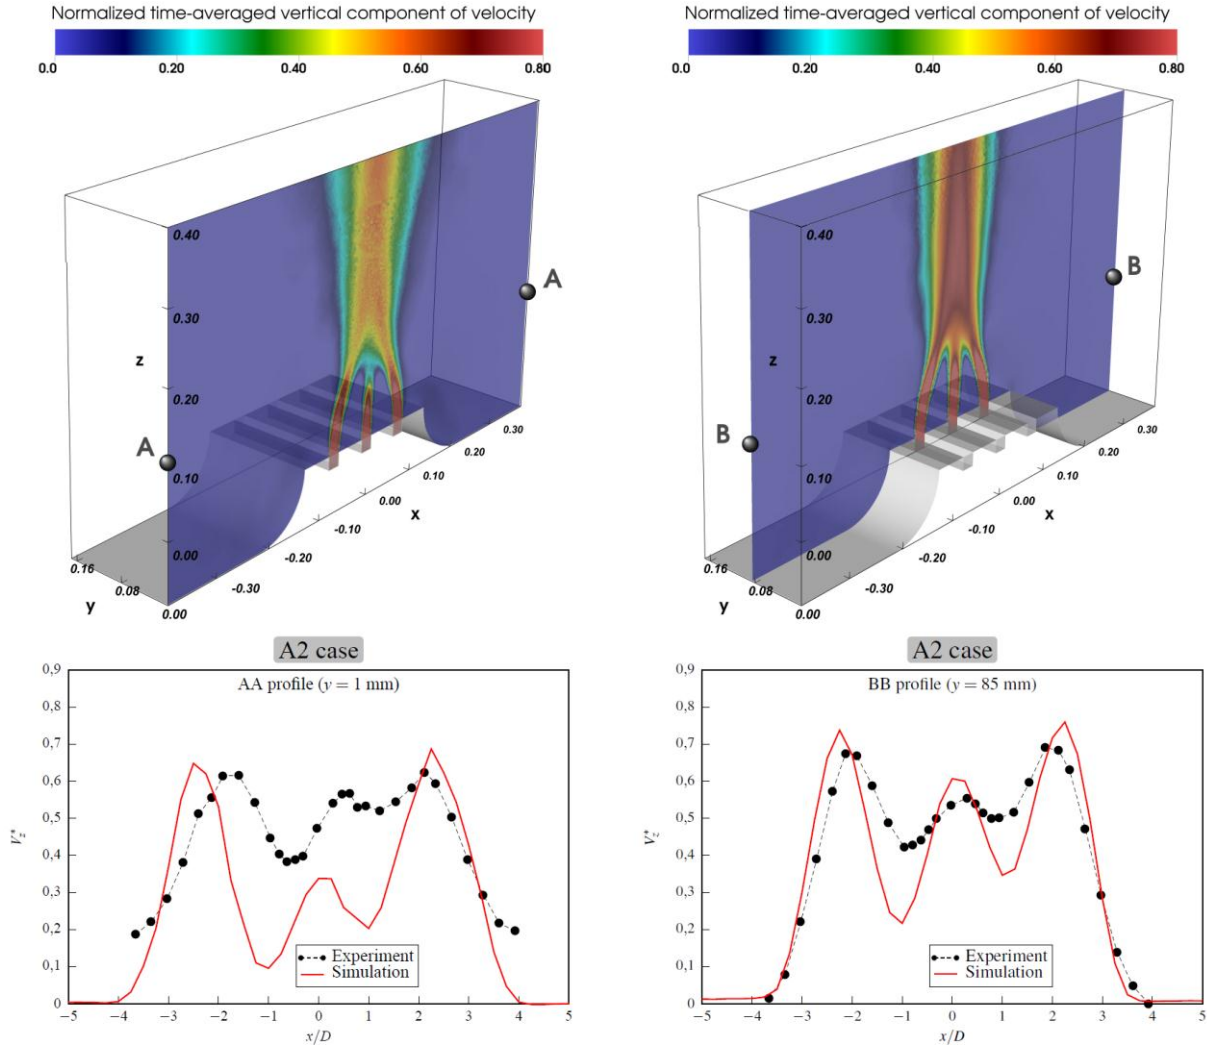 Normalized time-averaged vertical component of velocity
0.0 0.20 0.40 0.60 0.80
A
0.40
0.30
z
0.20
A
0.10
0.00
0.30
0.20
0.10
0.00
x
-0.10
-0.20
-0.30
0.16
0.08
y
0.00
Normalized time-averaged vertical component of velocity
0.0 0.20 0.40 0.60 0.80
B
0.40
0.30
z
0.20
B
0.10
0.00
0.30
0.20
0.10
0.00
x
-0.10
-0.20
-0.30
0.16
0.08
y
0.00
A2 case
AA profile (y = 1 mm)
0,9
0,8
0,7
0,6
0,5
V*z
0,4
0,3
0,2
0,1
0
Experiment
Simulation
−5 −4 −3 −2 −1 0 1 2 3 4 5
x/D
A2 case
BB profile (y = 85 mm)
0,9
0,8
0,7
0,6
0,5
V*z
0,4
0,3
0,2
0,1
0
Experiment
Simulation
−5 −4 −3 −2 −1 0 1 2 3 4 5
x/D